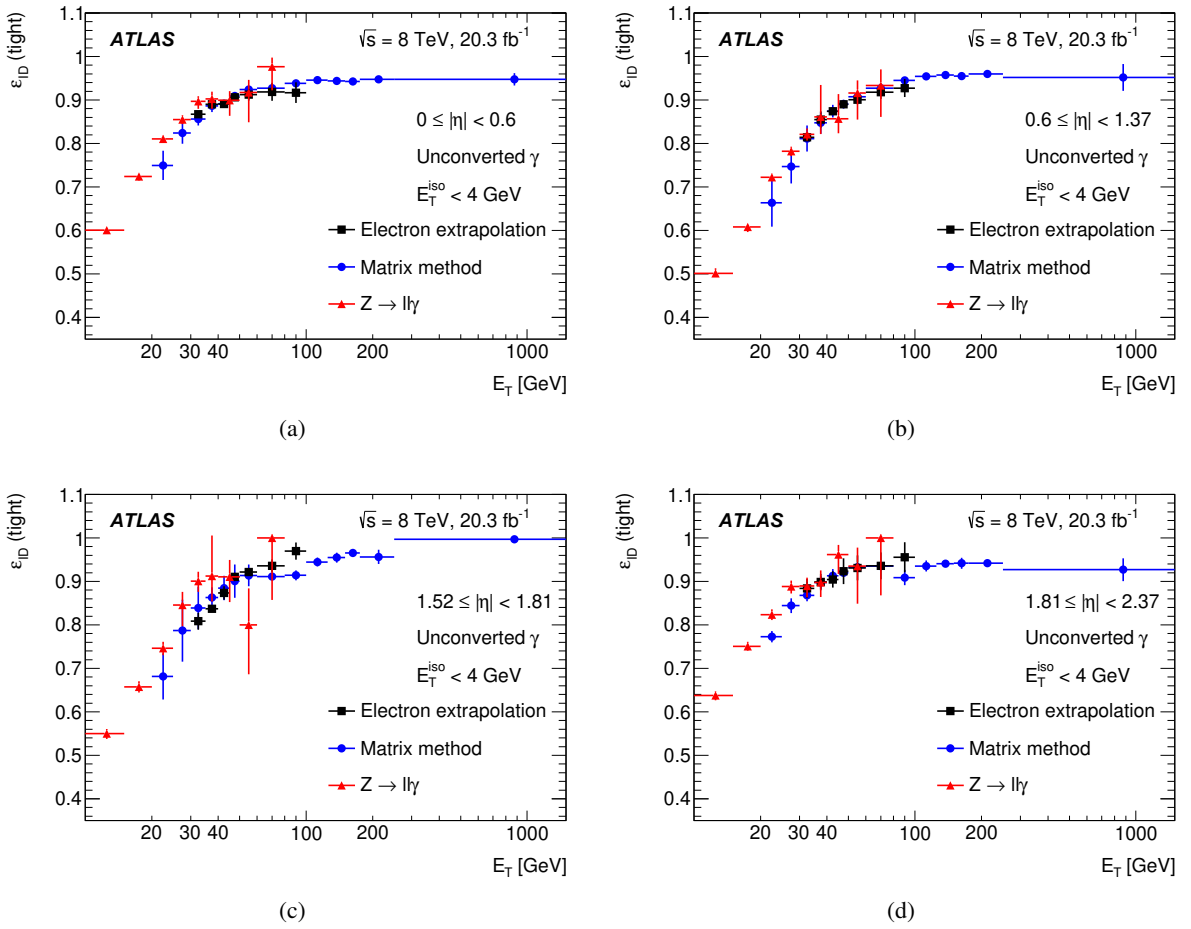 ε_ID (tight)
1.1
1
0.9
0.8
0.7
0.6
0.5
0.4
ATLAS
√s = 8 TeV, 20.3 fb⁻¹
0 ≤ |η| < 0.6
Unconverted γ
E_T^iso < 4 GeV
Electron extrapolation
Matrix method
Z → llγ
20 30 40 100 200 1000
E_T [GeV]
(a)
ε_ID (tight)
1.1
1
0.9
0.8
0.7
0.6
0.5
0.4
ATLAS
√s = 8 TeV, 20.3 fb⁻¹
0.6 ≤ |η| < 1.37
Unconverted γ
E_T^iso < 4 GeV
Electron extrapolation
Matrix method
Z → llγ
20 30 40 100 200 1000
E_T [GeV]
(b)
ε_ID (tight)
1.1
1
0.9
0.8
0.7
0.6
0.5
0.4
ATLAS
√s = 8 TeV, 20.3 fb⁻¹
1.52 ≤ |η| < 1.81
Unconverted γ
E_T^iso < 4 GeV
Electron extrapolation
Matrix method
Z → llγ
20 30 40 100 200 1000
E_T [GeV]
(c)
ε_ID (tight)
1.1
1
0.9
0.8
0.7
0.6
0.5
0.4
ATLAS
√s = 8 TeV, 20.3 fb⁻¹
1.81 ≤ |η| < 2.37
Unconverted γ
E_T^iso < 4 GeV
Electron extrapolation
Matrix method
Z → llγ
20 30 40 100 200 1000
E_T [GeV]
(d)